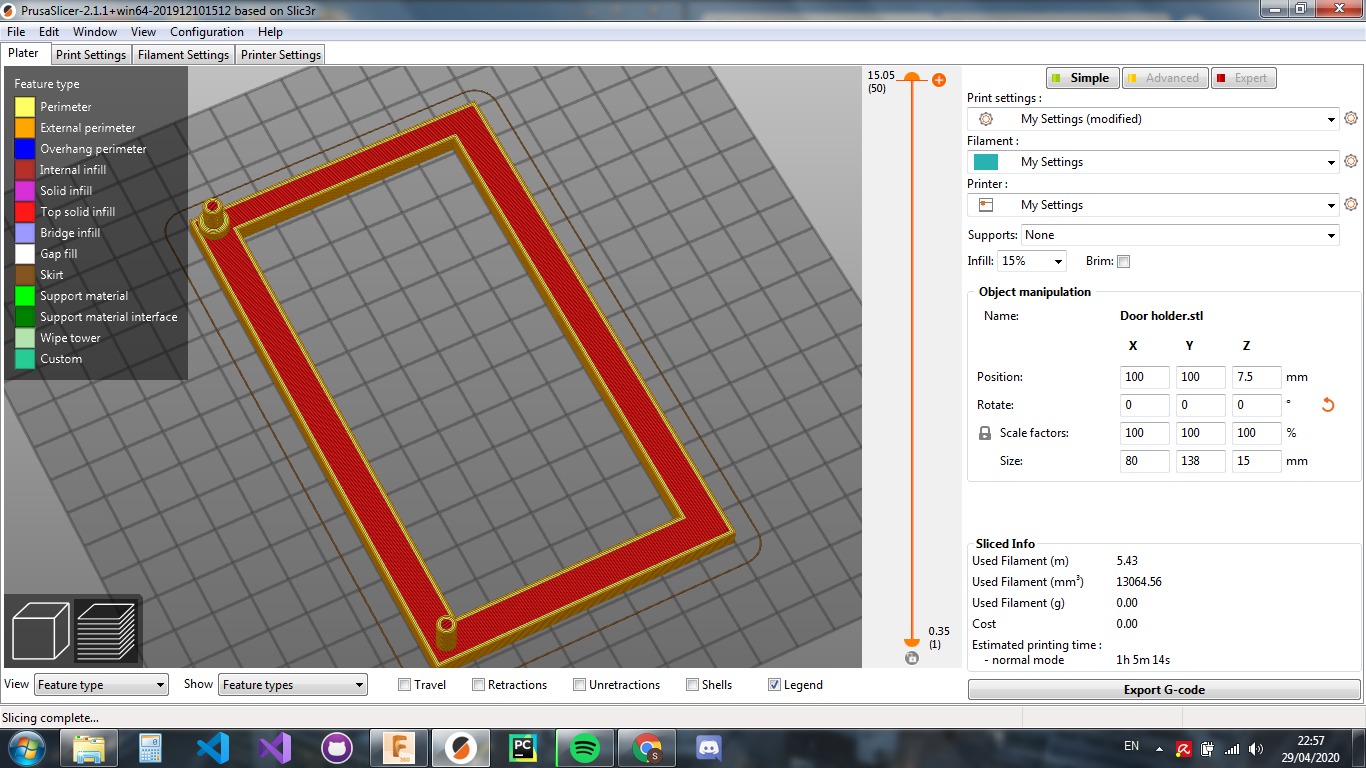 PrusaSlicer-2.1.1+win64-201912101512 based on Slic3r
File Edit Window View Configuration Help
Plater Print Settings Filament Settings Printer Settings
Feature type
Perimeter
External perimeter
Overhang perimeter
Internal infill
Solid infill
Top solid infill
Bridge infill
Gap fill
Skirt
Support material
Support material interface
Wipe tower
Custom
15.05
(50)
0.35
(1)
Simple Advanced Expert
Print settings :
My Settings (modified)
Filament :
My Settings
Printer :
My Settings
Supports: None
Infill: 15% Brim:
Object manipulation
Name: Door holder.stl
X Y Z
Position: 100 100 7.5 mm
Rotate: 0 0 0 °
Scale factors: 100 100 100 %
Size: 80 138 15 mm
Sliced Info
Used Filament (m) 5.43
Used Filament (mm³) 13064.56
Used Filament (g) 0.00
Cost 0.00
Estimated printing time :
- normal mode 1h 5m 14s
Export G-code
View Feature type Show Feature types Travel Retractions Unretractions Shells Legend
Slicing complete...
F
360
PC
S
EN
22:57
29/04/2020